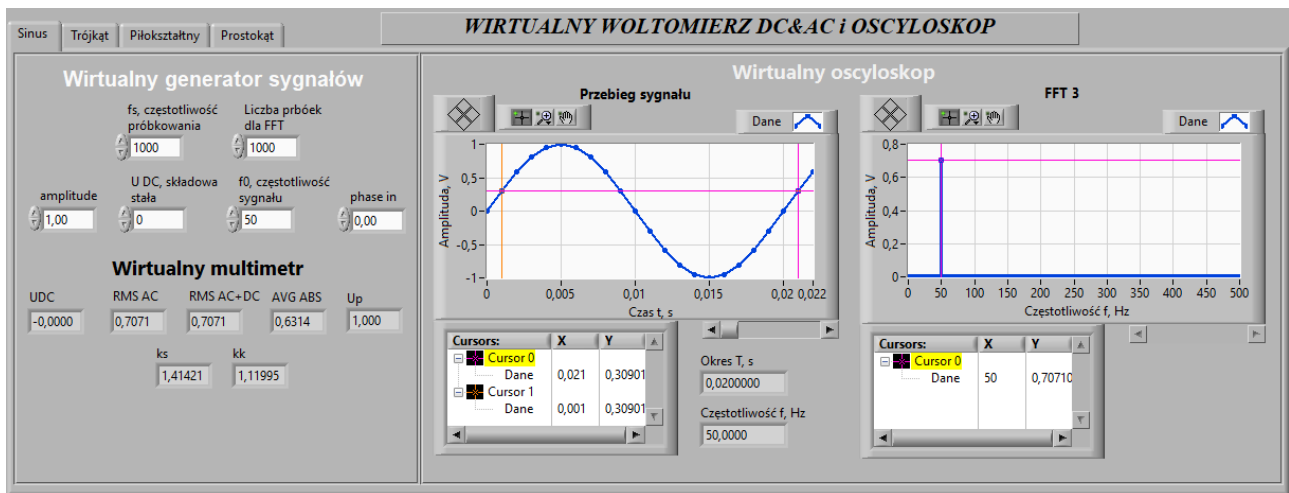 WIRTUALNY WOLTOMIERZ DC&AC i OSCYLOSKOP
Sinus
Trójkąt
Piłokształtny
Prostokąt
Wirtualny generator sygnałów
fs, częstotliwość
próbkowania
1000
Liczba prbóek
dla FFT
1000
amplitude
1,00
U DC, składowa
stała
0
f0, częstotliwość
sygnału
50
phase in
0,00
Wirtualny multimetr
UDC
-0,0000
RMS AC
0,7071
RMS AC+DC
0,7071
AVG ABS
0,6314
Up
1,000
ks
1,41421
kk
1,11995
Wirtualny oscyloskop
Przebieg sygnału
Dane
Amplituda, V
1
0,5
0
-0,5
-1
0
0,005
0,01
0,015
0,02
0,022
Czas t, s
Cursors: X Y
Cursor 0
Dane 0,021 0,30901
Cursor 1
Dane 0,001 0,30901
Okres T, s
0,0200000
Częstotliwość f, Hz
50,0000
FFT 3
Dane
Amplituda, V
0,8
0,6
0,4
0,2
0
0 50 100 150 200 250 300 350 400 450 500
Częstotliwość f, Hz
Cursors: X Y
Cursor 0
Dane 50 0,70710